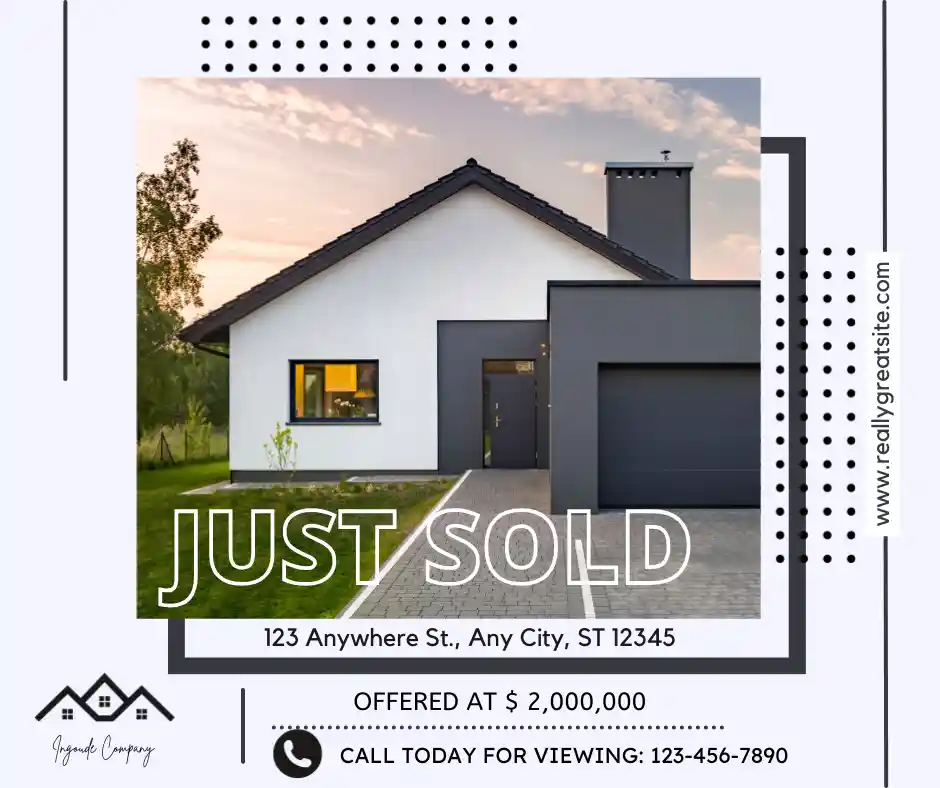 JUST SOLD
123 Anywhere St., Any City, ST 12345
OFFERED AT $ 2,000,000
CALL TODAY FOR VIEWING: 123-456-7890
Ingoude Company
www.reallygreatsite.com